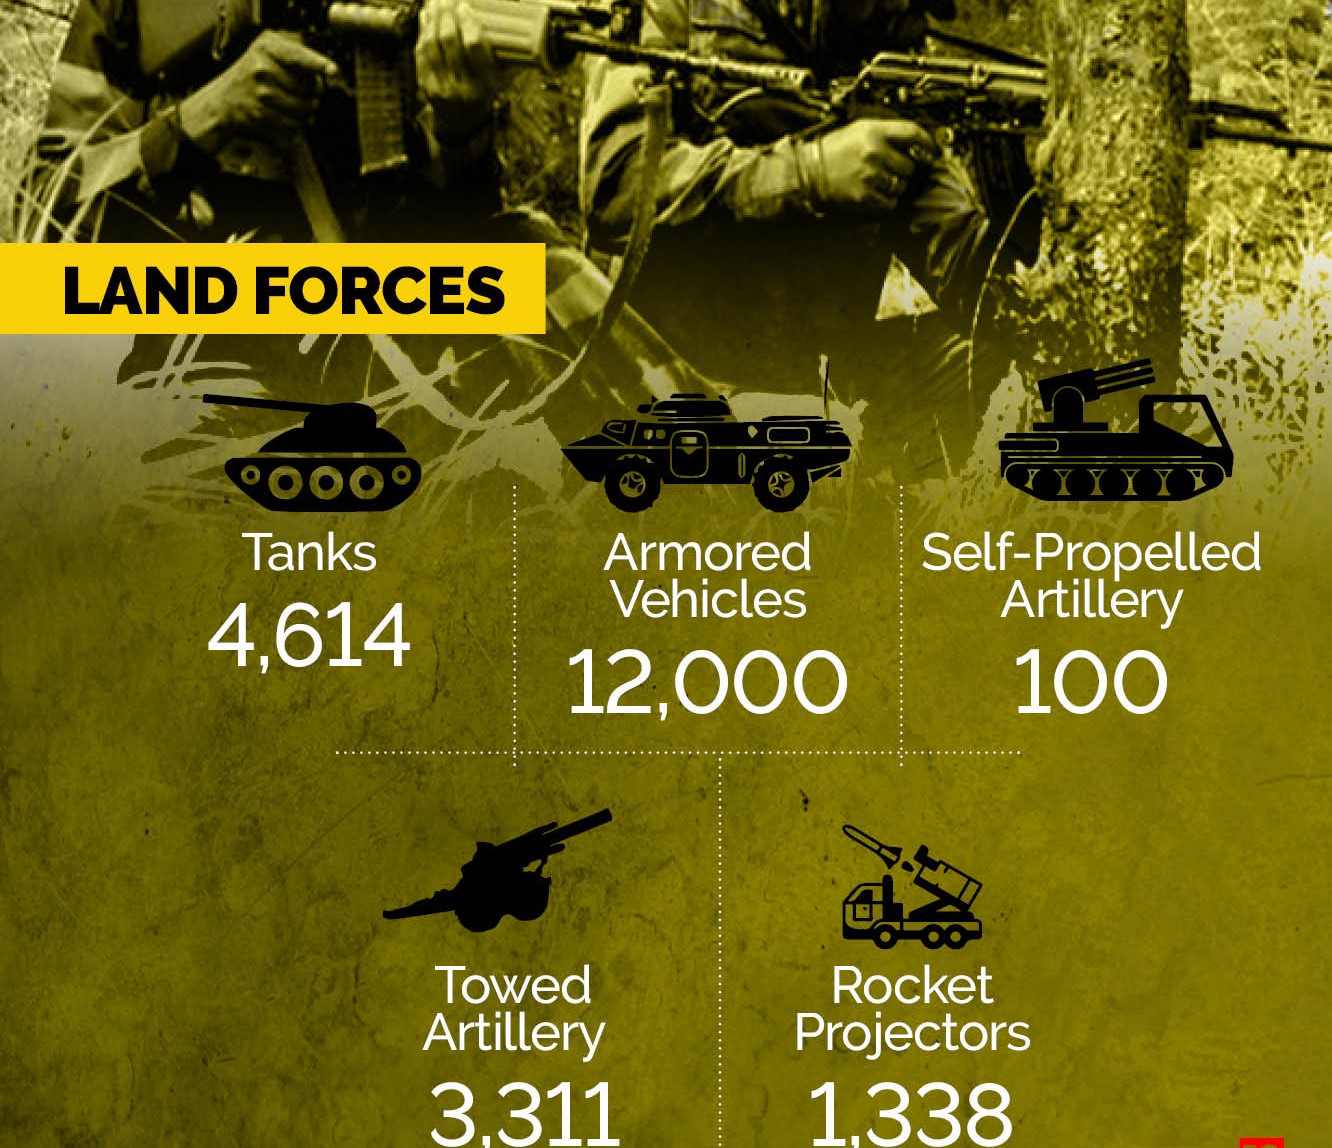 LAND FORCES
Tanks
4,614
Armored
Vehicles
12,000
Self-Propelled
Artillery
100
Towed
Artillery
3,311
Rocket
Projectors
1,338